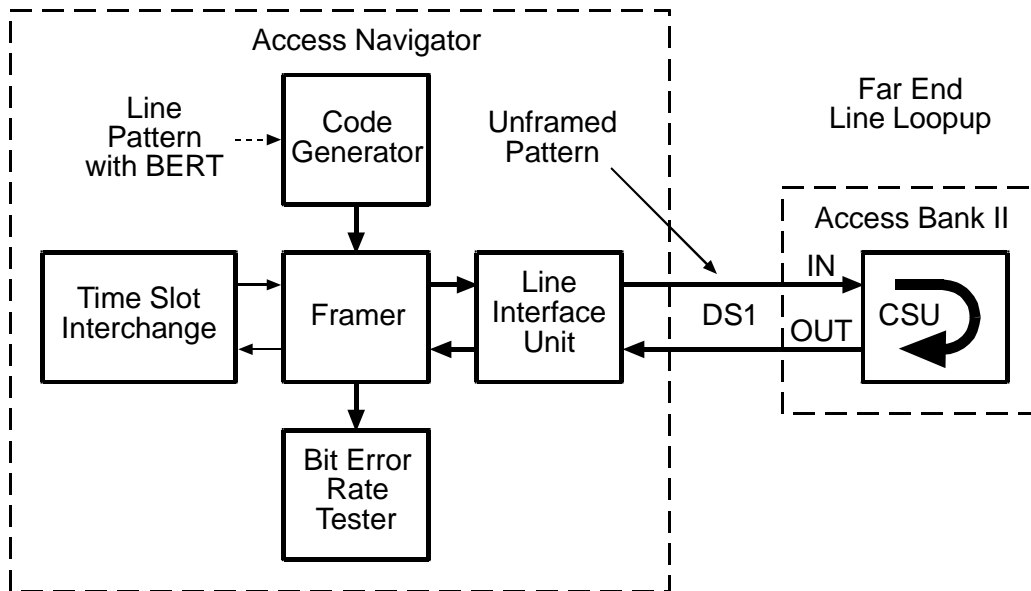 Access Navigator
Line
Pattern
with BERT
Code
Generator
Unframed
Pattern
Far End
Line Loopup
Access Bank II
Time Slot
Interchange
Framer
Line
Interface
Unit
DS1
IN
OUT
CSU
Bit Error
Rate
Tester